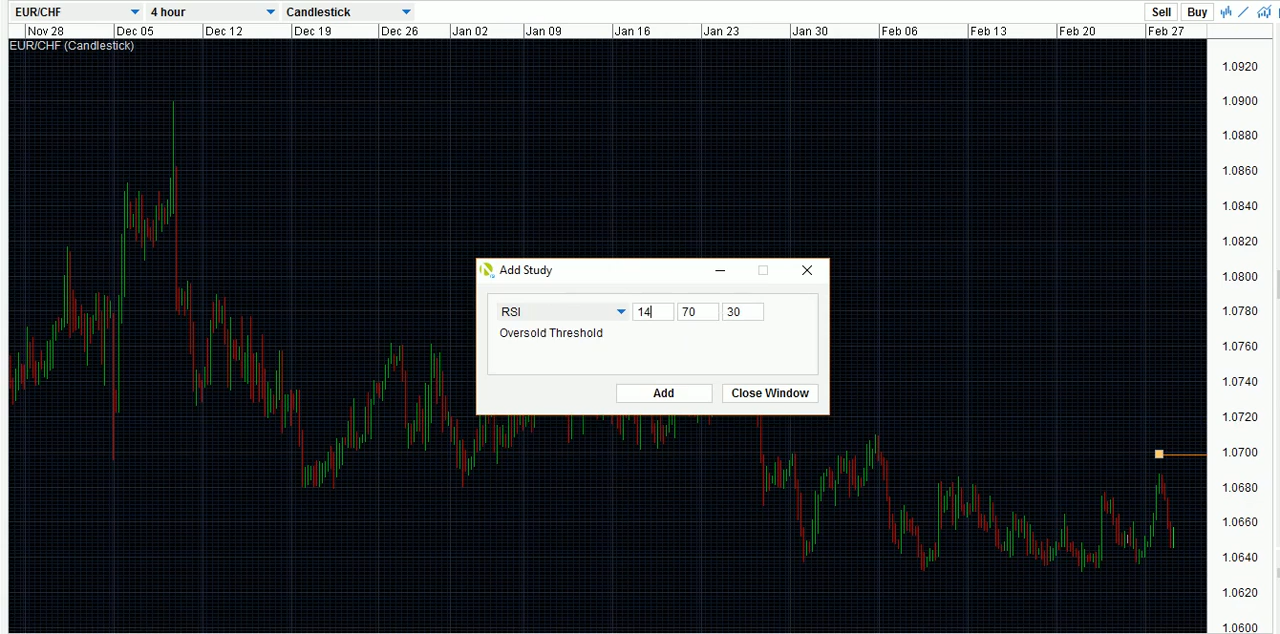 EUR/CHF 4 hour Candlestick Sell Buy
Nov 28 Dec 05 Dec 12 Dec 19 Dec 26 Jan 02 Jan 09 Jan 16 Jan 23 Jan 30 Feb 06 Feb 13 Feb 20 Feb 27
EUR/CHF (Candlestick)
1.0920
1.0900
1.0880
1.0860
1.0840
1.0820
1.0800
1.0780
1.0760
1.0740
1.0720
1.0700
1.0680
1.0660
1.0640
1.0620
1.0600
Add Study
RSI 14 70 30
Oversold Threshold
Add Close Window